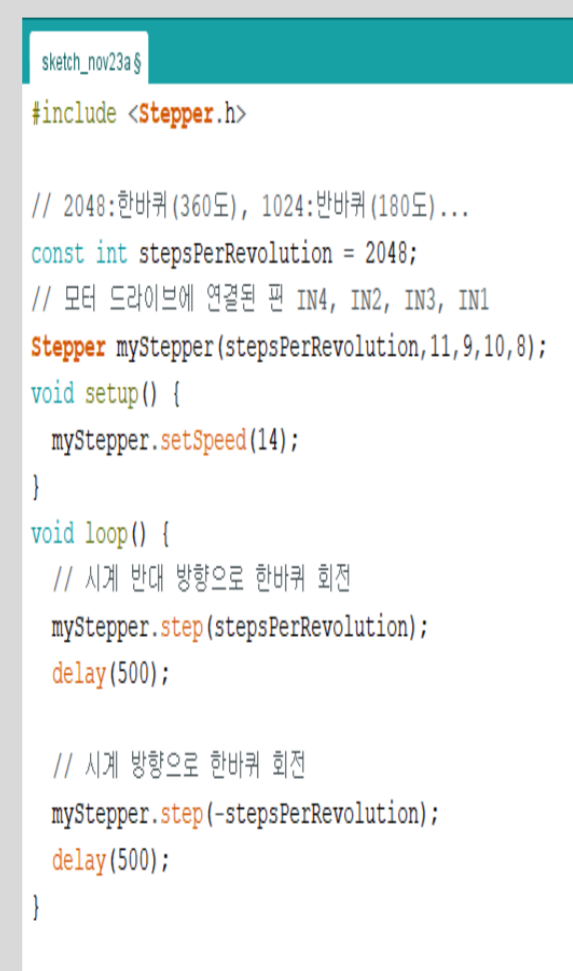 sketch_nov23a §
#include <Stepper.h>
// 2048:한바퀴(360도), 1024:반바퀴(180도)...
const int stepsPerRevolution = 2048;
// 모터 드라이브에 연결된 핀 IN4, IN2, IN3, IN1
Stepper myStepper(stepsPerRevolution,11,9,10,8);
void setup() {
  myStepper.setSpeed(14);
}
void loop() {
  // 시계 반대 방향으로 한바퀴 회전
  myStepper.step(stepsPerRevolution);
  delay(500);
  // 시계 방향으로 한바퀴 회전
  myStepper.step(-stepsPerRevolution);
  delay(500);
}